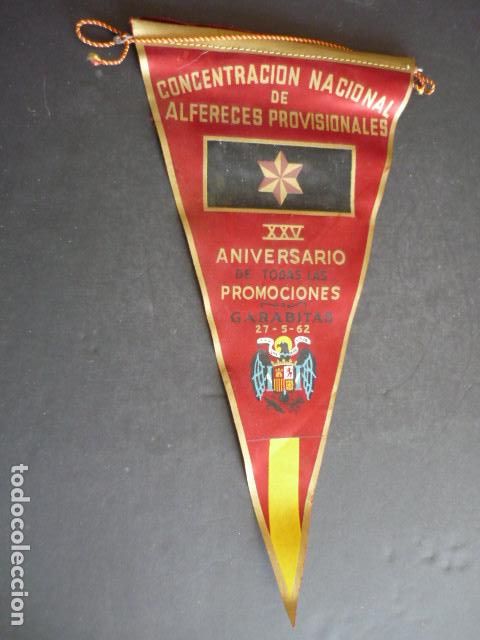 CONCENTRACION NACIONAL
DE
ALFERECES PROVISIONALES
XXV
ANIVERSARIO
DE TODAS LAS
PROMOCIONES
GARABITAS
27-5-62
todocoleccion